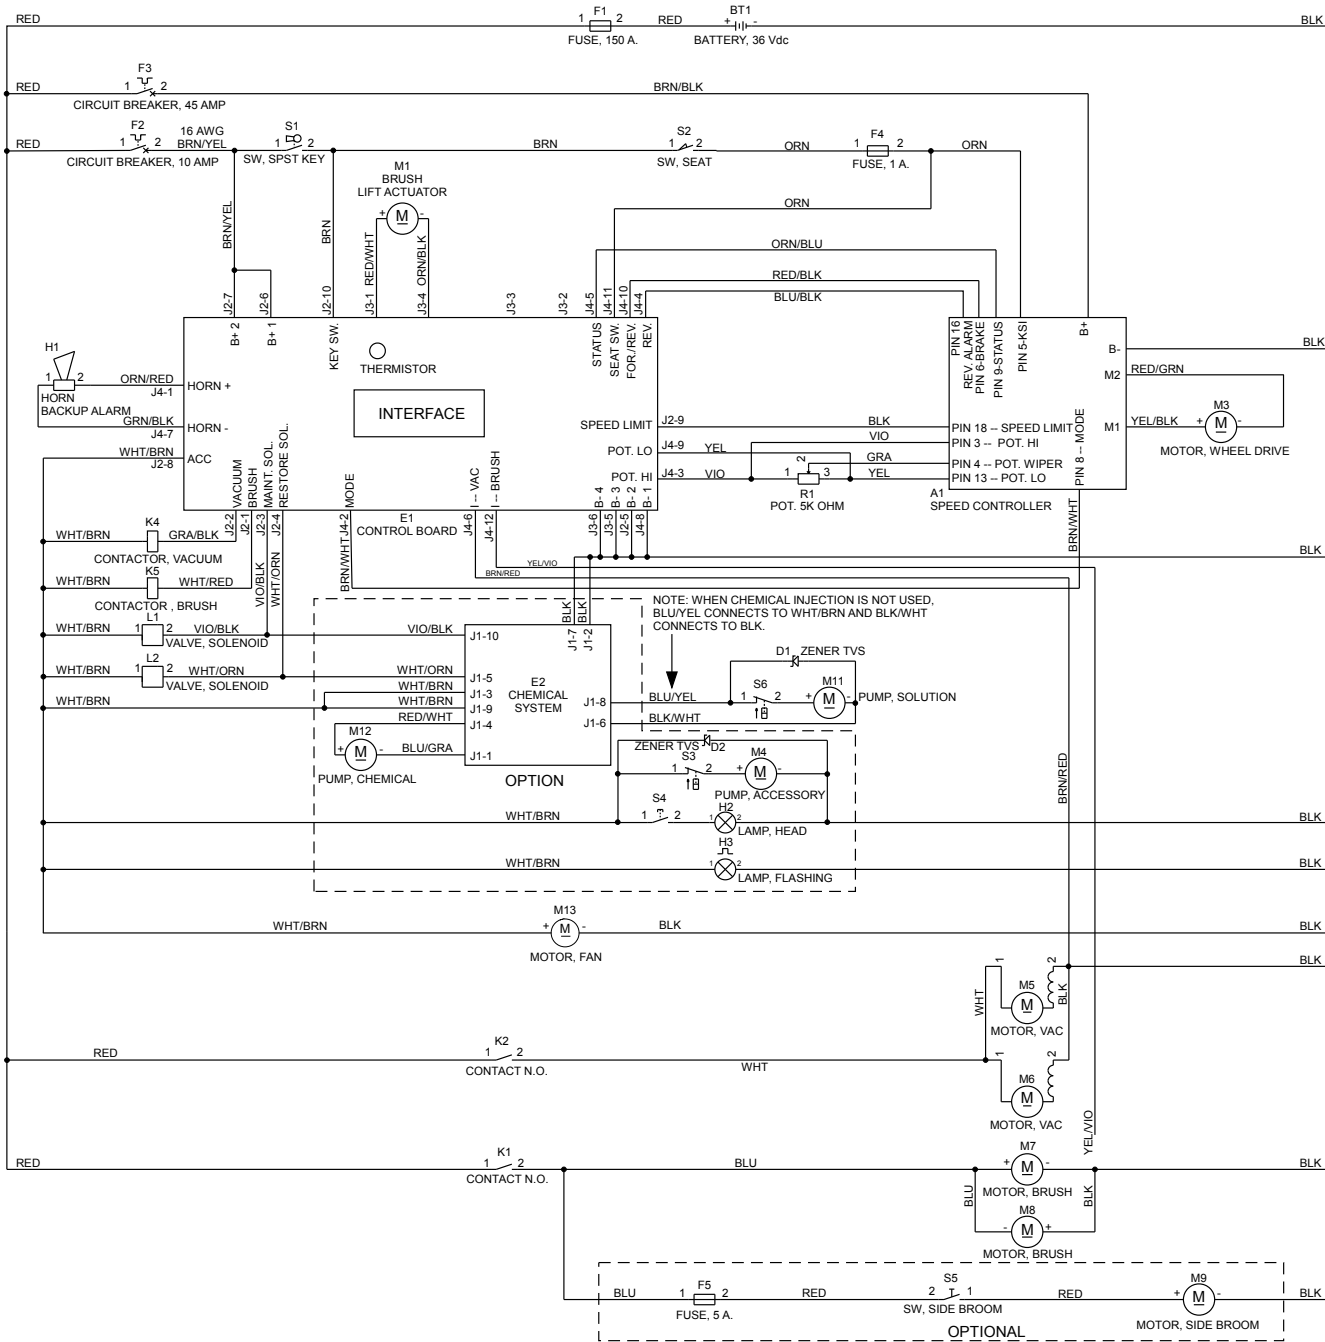 RED
F1
1 2
FUSE, 150 A.
RED
BT1
+ -
BATTERY, 36 Vdc
BLK
RED
F3
1 2
CIRCUIT BREAKER, 45 AMP
BRN/BLK
RED
F2
1 2
CIRCUIT BREAKER, 10 AMP
16 AWG
BRN/YEL
S1
1 2
SW, SPST KEY
BRN
S2
1 2
SW, SEAT
ORN
F4
1 2
FUSE, 1 A.
ORN
M1
BRUSH
LIFT ACTUATOR
+ M -
ORN
BRN/YEL
BRN
RED/WHT
ORN/BLK
ORN/BLU
RED/BLK
BLU/BLK
J2-7
J2-6
J2-10
J3-1
J3-4
J3-3
J3-2
J4-5
J4-11
J4-10
J4-4
B+ 2
B+ 1
KEY SW.
THERMISTOR
STATUS
SEAT SW.
FOR./REV.
REV.
PIN 16
REV. ALARM
PIN 6-BRAKE
PIN 9-STATUS
PIN 5-KSI
B+
B-
BLK
M2
RED/GRN
M1
YEL/BLK
M3
+ M -
MOTOR, WHEEL DRIVE
H1
1 2
HORN
BACKUP ALARM
ORN/RED
J4-1
HORN +
GRN/BLK
J4-7
HORN -
WHT/BRN
J2-8
ACC
INTERFACE
SPEED LIMIT
J2-9
BLK
PIN 18 -- SPEED LIMIT
VIO
PIN 3 -- POT. HI
POT. LO
J4-9
YEL
GRA
PIN 4 -- POT. WIPER
POT. HI
J4-3
VIO
1 2 3
R1
POT. 5K OHM
YEL
PIN 13 -- POT. LO
PIN 8 -- MODE
A1
SPEED CONTROLLER
VACUUM
BRUSH
MAINT. SOL.
RESTORE SOL.
MODE
I -- VAC
I -- BRUSH
B- 4
B- 3
B- 2
B- 1
J2-2
J2-1
J2-3
J2-4
J4-2
E1
CONTROL BOARD
J4-6
J4-12
J3-6
J3-5
J2-5
J4-8
WHT/BRN
K4
GRA/BLK
CONTACTOR, VACUUM
WHT/BRN
K5
WHT/RED
CONTACTOR , BRUSH
VIO/BLK
WHT/ORN
BRN/WHT
YEL/VIO
BRN/RED
BRN/WHT
BLK
WHT/BRN
L1
1 2
VIO/BLK
VALVE, SOLENOID
WHT/BRN
L2
1 2
WHT/ORN
VALVE, SOLENOID
WHT/BRN
BLK
BLK
NOTE: WHEN CHEMICAL INJECTION IS NOT USED,
BLU/YEL CONNECTS TO WHT/BRN AND BLK/WHT
CONNECTS TO BLK.
J1-7
J1-2
VIO/BLK
J1-10
WHT/ORN
J1-5
WHT/BRN
J1-3
WHT/BRN
J1-9
RED/WHT
J1-4
BLU/GRA
J1-1
E2
CHEMICAL
SYSTEM
J1-8
J1-6
BLU/YEL
BLK/WHT
D1
ZENER TVS
S6
1 2
M11
+ M -
PUMP, SOLUTION
M12
+ M -
PUMP, CHEMICAL
OPTION
ZENER TVS
D2
S3
1 2
M4
+ M -
PUMP, ACCESSORY
BRN/RED
WHT/BRN
S4
1 2
H2
1 2
LAMP, HEAD
BLK
WHT/BRN
H3
1 2
LAMP, FLASHING
BLK
WHT/BRN
M13
+ M -
MOTOR, FAN
BLK
BLK
1 2
M5
M
MOTOR, VAC
WHT
BLK
BLK
RED
K2
1 2
CONTACT N.O.
WHT
1 2
M6
M
MOTOR, VAC
YEL/VIO
RED
K1
1 2
CONTACT N.O.
BLU
M7
+ M -
MOTOR, BRUSH
BLK
BLU
BLK
M8
- M +
MOTOR, BRUSH
BLU
F5
1 2
FUSE, 5 A.
RED
S5
2 1
SW, SIDE BROOM
RED
M9
+ M -
MOTOR, SIDE BROOM
BLK
OPTIONAL